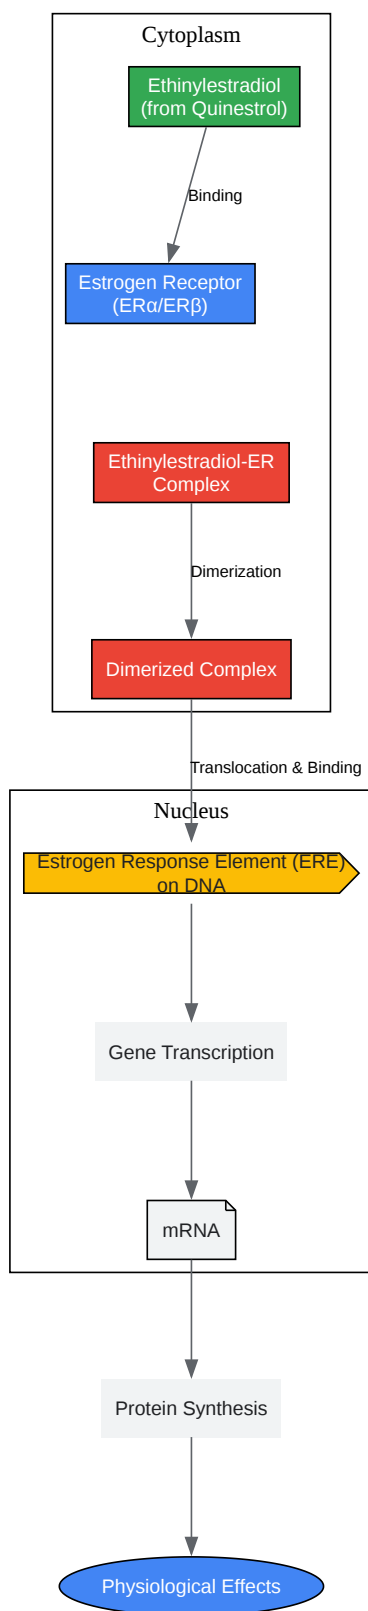 Cytoplasm
Ethinylestradiol
(from Quinestrol)
Binding
Estrogen Receptor
(ERα/ERβ)
Ethinylestradiol-ER
Complex
Dimerization
Dimerized Complex
Translocation & Binding
Nucleus
Estrogen Response Element (ERE)
on DNA
Gene Transcription
mRNA
Protein Synthesis
Physiological Effects